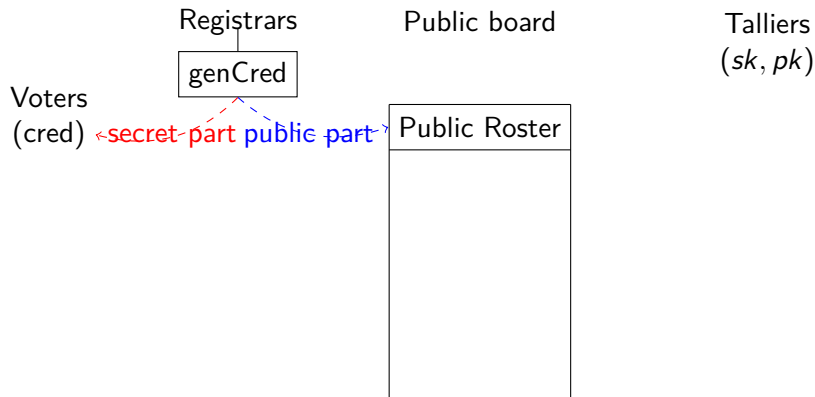 Registrars
Public board
Talliers
(sk, pk)
genCred
Voters
(cred)
secret part
public part
Public Roster